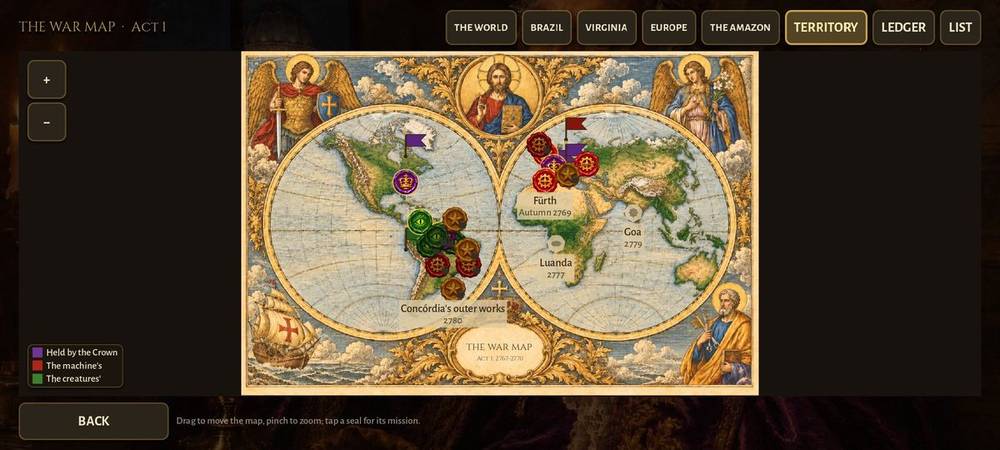 THE WAR MAP · ACT I
THE WORLD
BRAZIL
VIRGINIA
EUROPE
THE AMAZON
TERRITORY
LEDGER
LIST
+
−
Fürth
Autumn 2769
Goa
2779
Luanda
2777
Concórdia's outer works
2780
THE WAR MAP
ACT I: 2767-2770
Held by the Crown
The machine's
The creatures'
BACK
Drag to move the map, pinch to zoom; tap a seal for its mission.